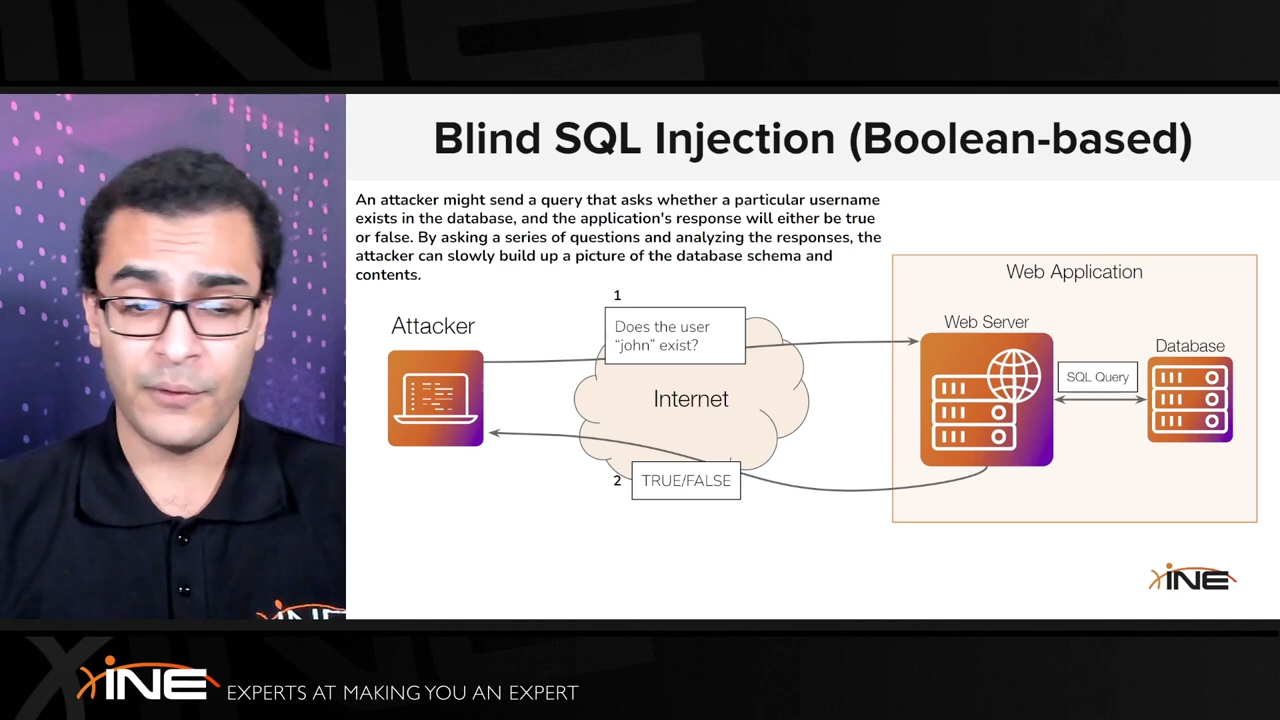 Blind SQL Injection (Boolean-based)
An attacker might send a query that asks whether a particular username
exists in the database, and the application's response will either be true
or false. By asking a series of questions and analyzing the responses, the
attacker can slowly build up a picture of the database schema and
contents.
Attacker
1
Does the user
“john” exist?
Internet
2
TRUE/FALSE
Web Application
Web Server
SQL Query
Database
INE
INE
INE
EXPERTS AT MAKING YOU AN EXPERT